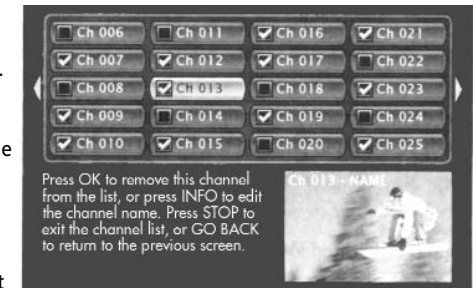 Ch 006 Ch 011 Ch 016 Ch 021
Ch 007 Ch 012 Ch 017 Ch 022
Ch 008 Ch 013 Ch 018 Ch 023
Ch 009 Ch 014 Ch 019 Ch 024
Ch 010 Ch 015 Ch 020 Ch 025
Press OK to remove this channel
from the list, or press INFO to edit
the channel name. Press STOP to
exit the channel list, or GO BACK
to return to the previous screen.
Ch 013 - NAME